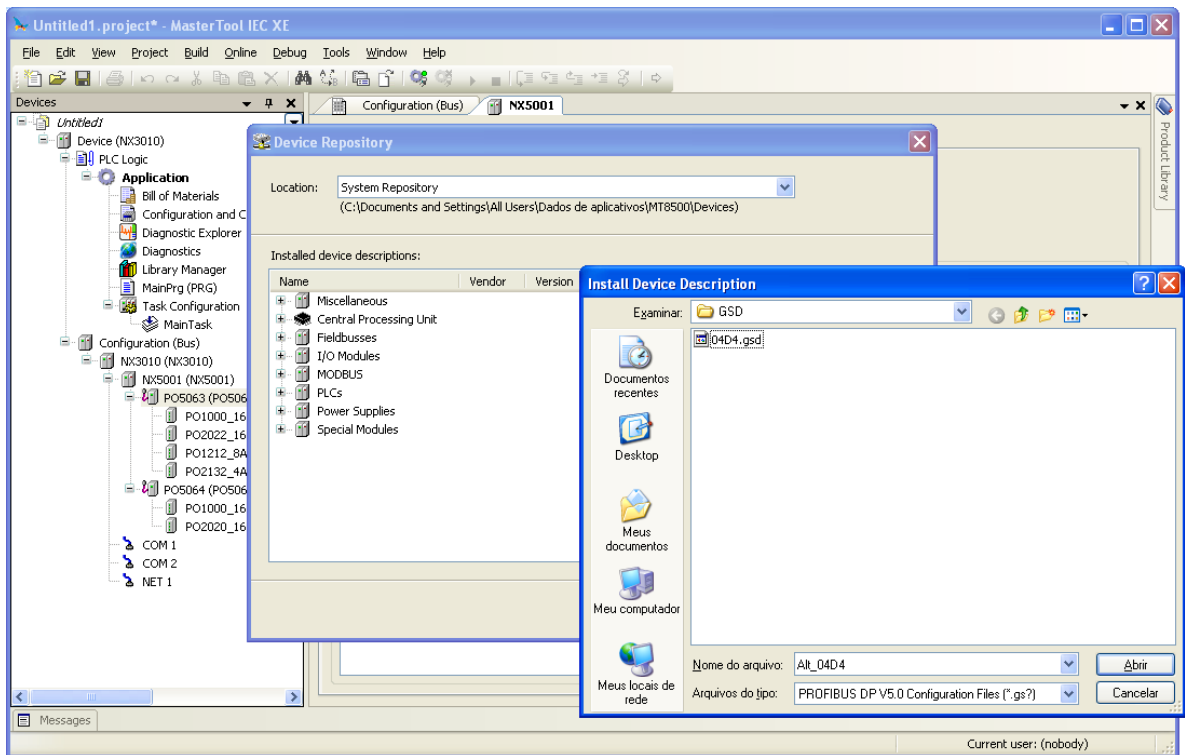 Untitled1.project* - MasterTool IEC XE
File Edit View Project Build Online Debug Tools Window Help
Devices
Configuration (Bus)
NX5001
Product Library
Untitled1
Device (NX3010)
PLC Logic
Application
Bill of Materials
Configuration and C
Diagnostic Explorer
Diagnostics
Library Manager
MainPrg (PRG)
Task Configuration
MainTask
Configuration (Bus)
NX3010 (NX3010)
NX5001 (NX5001)
PO5063 (PO506
PO1000_16
PO2022_16
PO1212_8A
PO2132_4A
PO5064 (PO506
PO1000_16
PO2020_16
COM 1
COM 2
NET 1
Device Repository
Location: System Repository
(C:\Documents and Settings\All Users\Dados de aplicativos\MT8500\Devices)
Installed device descriptions:
Name Vendor Version
Miscellaneous
Central Processing Unit
Fieldbusses
I/O Modules
MODBUS
PLCs
Power Supplies
Special Modules
Install Device Description
Examinar: GSD
04D4.gsd
Documentos recentes
Desktop
Meus documentos
Meu computador
Meus locais de rede
Nome do arquivo: Alt_04D4 Abrir
Arquivos do tipo: PROFIBUS DP V5.0 Configuration Files (*.gs?) Cancelar
Messages
Current user: (nobody)